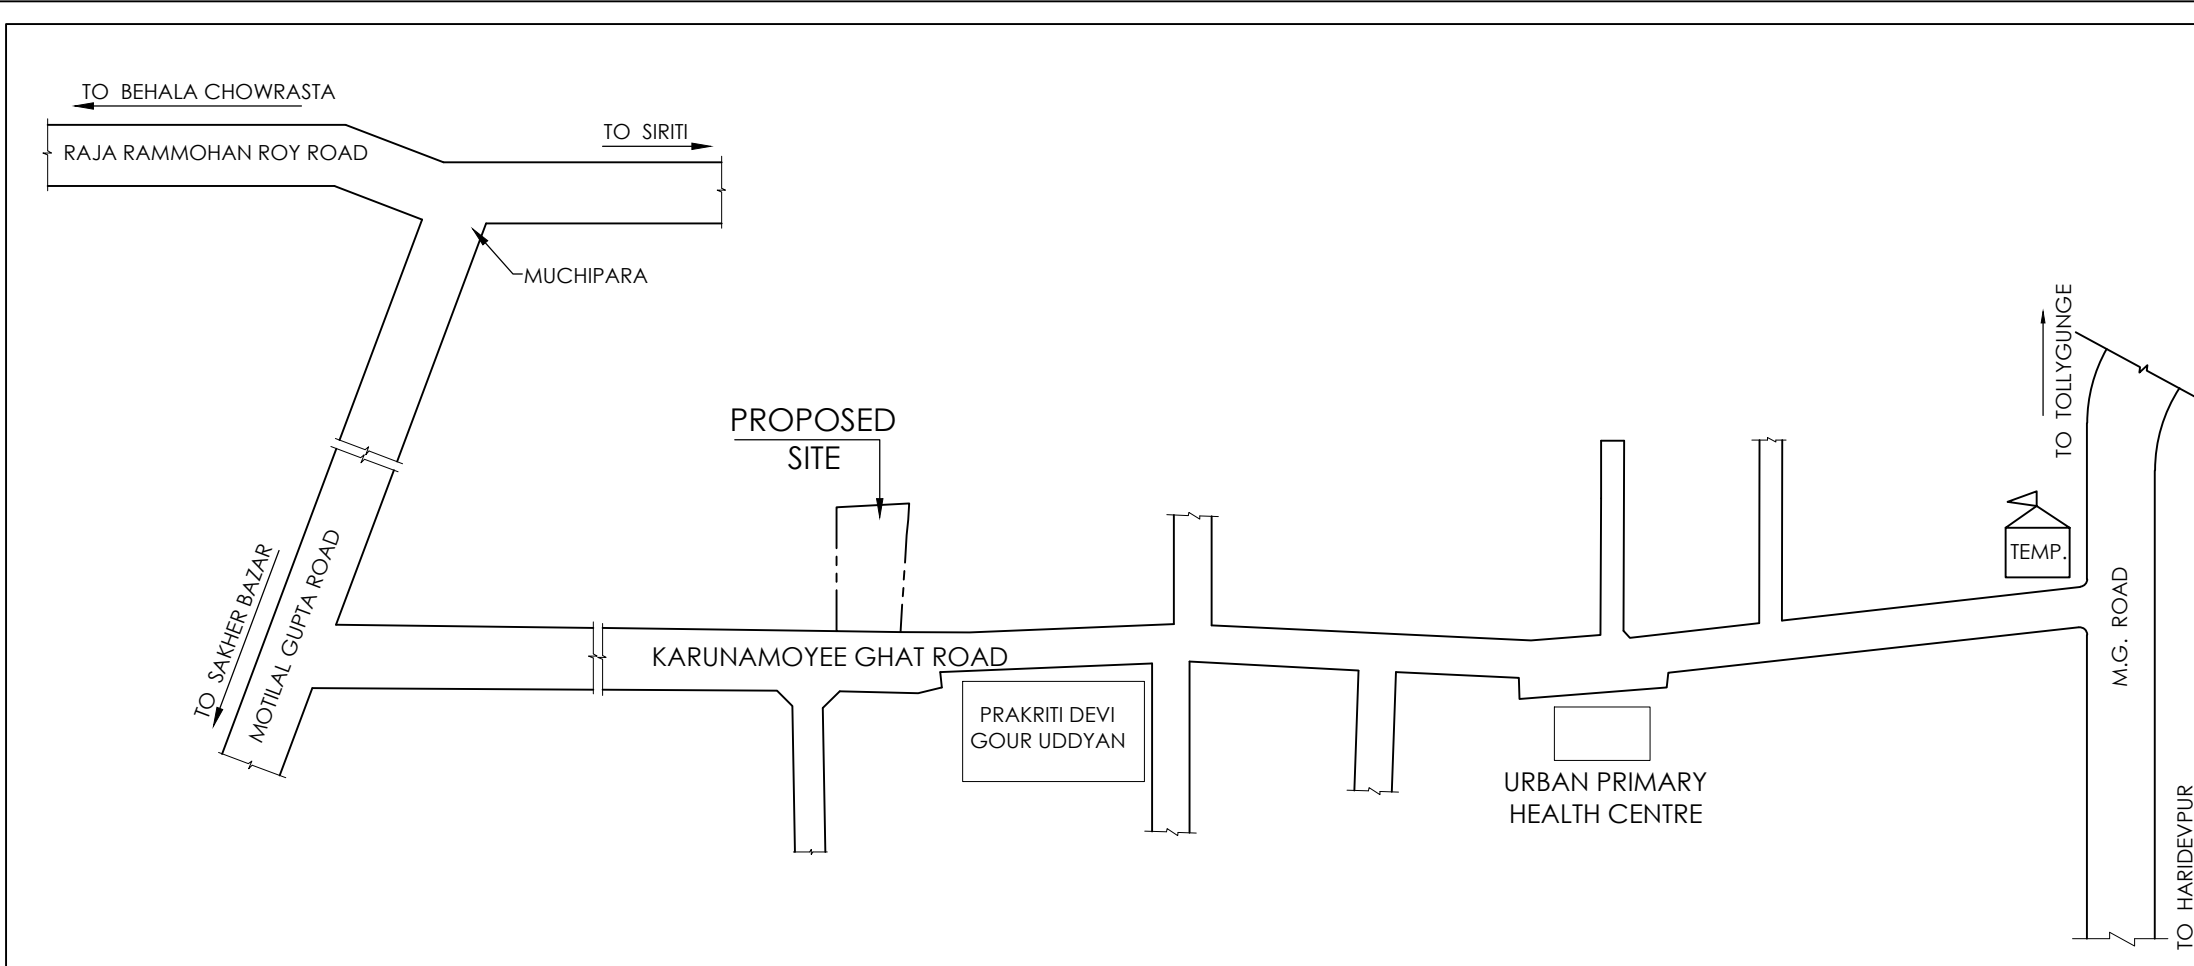 TO BEHALA CHOWRASTA
RAJA RAMMOHAN ROY ROAD
TO SIRITI
MUCHIPARA
TO TOLLYGUNGE
PROPOSED
SITE
TEMP.
TO SAKHER BAZAR
MOTILAL GUPTA ROAD
M.G. ROAD
KARUNAMOYEE GHAT ROAD
PRAKRITI DEVI
GOUR UDDYAN
URBAN PRIMARY
HEALTH CENTRE
TO HARIDEVPUR